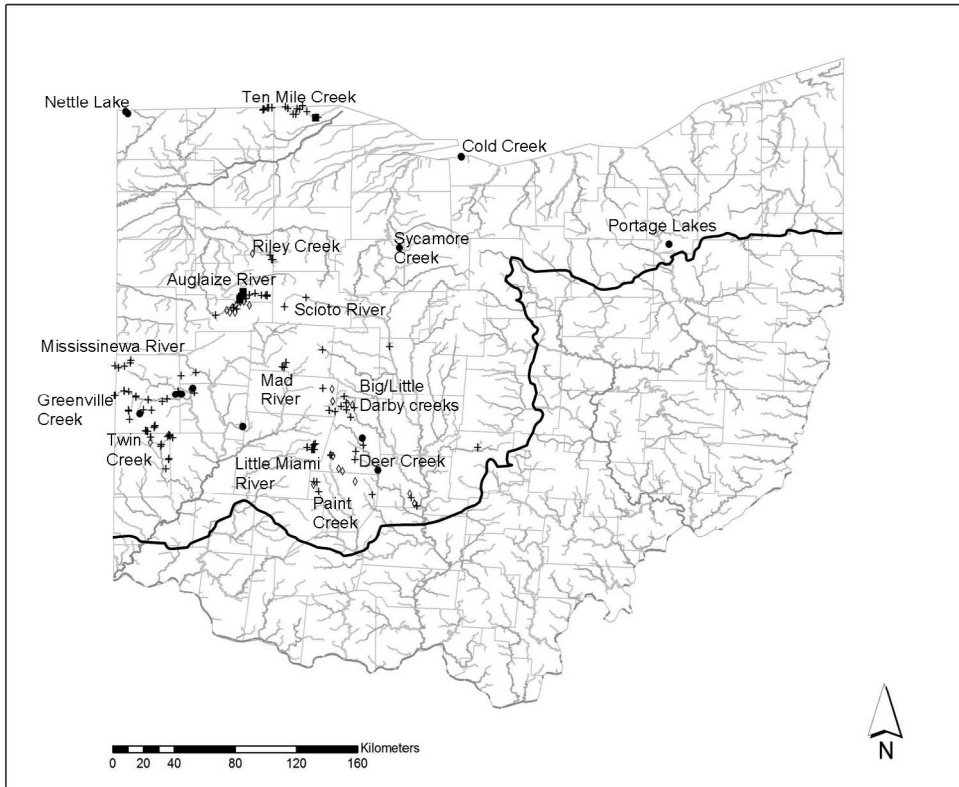 Nettle Lake
Ten Mile Creek
Cold Creek
Portage Lakes
Sycamore
Creek
Riley Creek
Auglaize River
Scioto River
Mississinewa River
Mad
River
Big/Little
Darby creeks
Greenville
Creek
Twin
Creek
Little Miami
River
Deer Creek
Paint
Creek
Kilometers
0 20 40 80 120 160
N